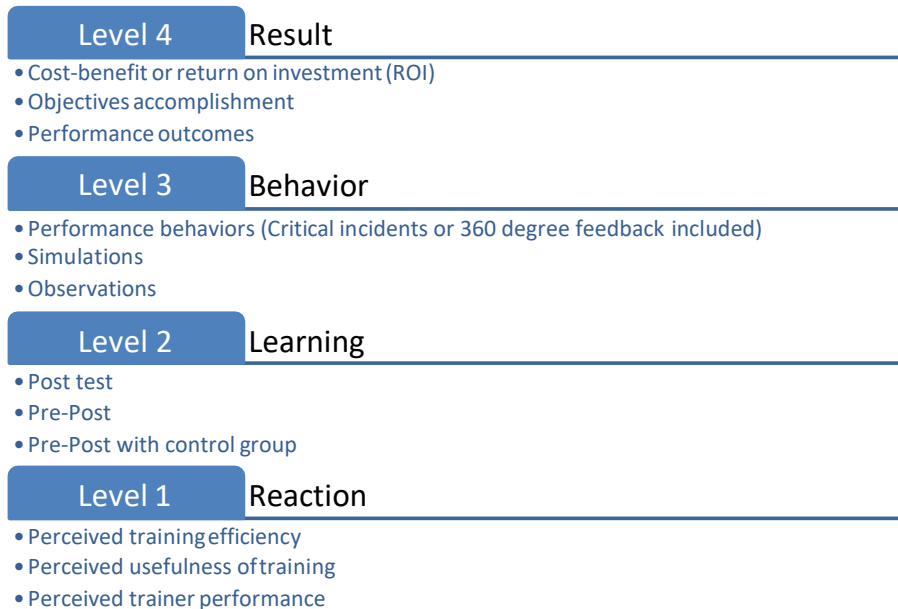 Level 4 Result
• Cost-benefit or return on investment (ROI)
• Objectives accomplishment
• Performance outcomes
Level 3 Behavior
• Performance behaviors (Critical incidents or 360 degree feedback included)
• Simulations
• Observations
Level 2 Learning
• Post test
• Pre-Post
• Pre-Post with control group
Level 1 Reaction
• Perceived training efficiency
• Perceived usefulness of training
• Perceived trainer performance